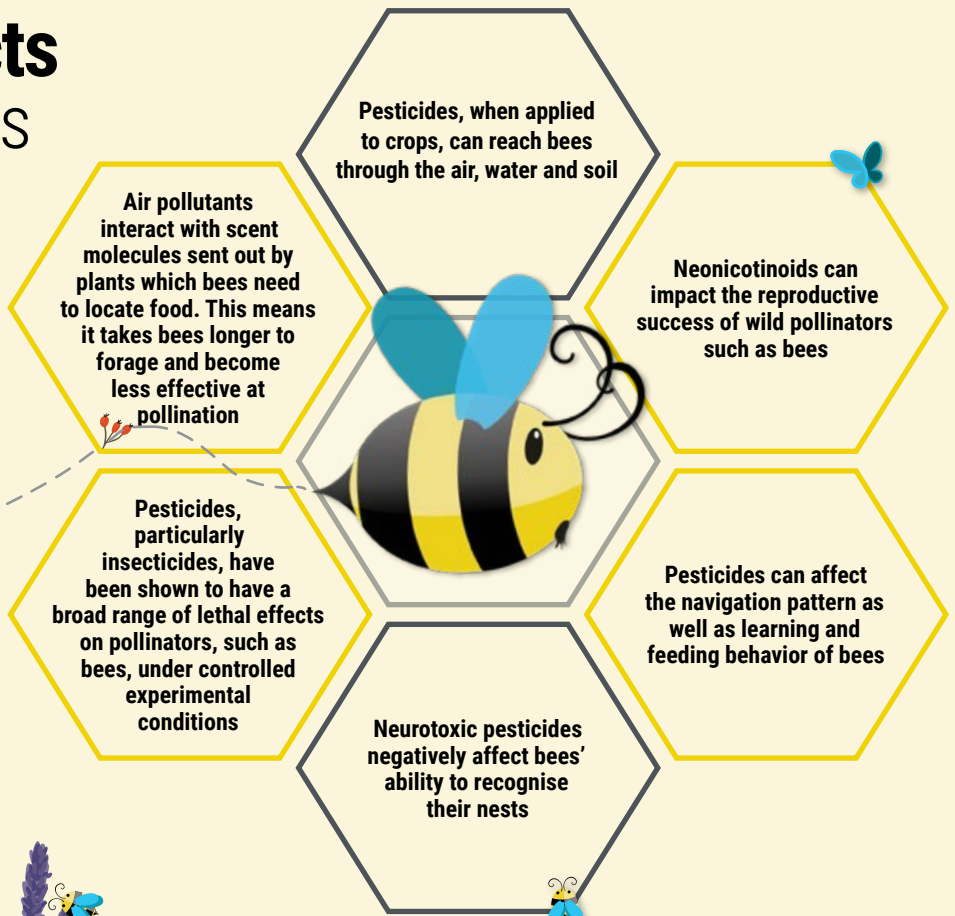 Pesticides, when applied
to crops, can reach bees
through the air, water and soil
Air pollutants
interact with scent
molecules sent out by
plants which bees need
to locate food. This means
it takes bees longer to
forage and become
less effective at
pollination
Neonicotinoids can
impact the reproductive
success of wild pollinators
such as bees
Pesticides,
particularly
insecticides, have
been shown to have a
broad range of lethal effects
on pollinators, such as
bees, under controlled
experimental
conditions
Pesticides can affect
the navigation pattern as
well as learning and
feeding behavior of bees
Neurotoxic pesticides
negatively affect bees’
ability to recognise
their nests